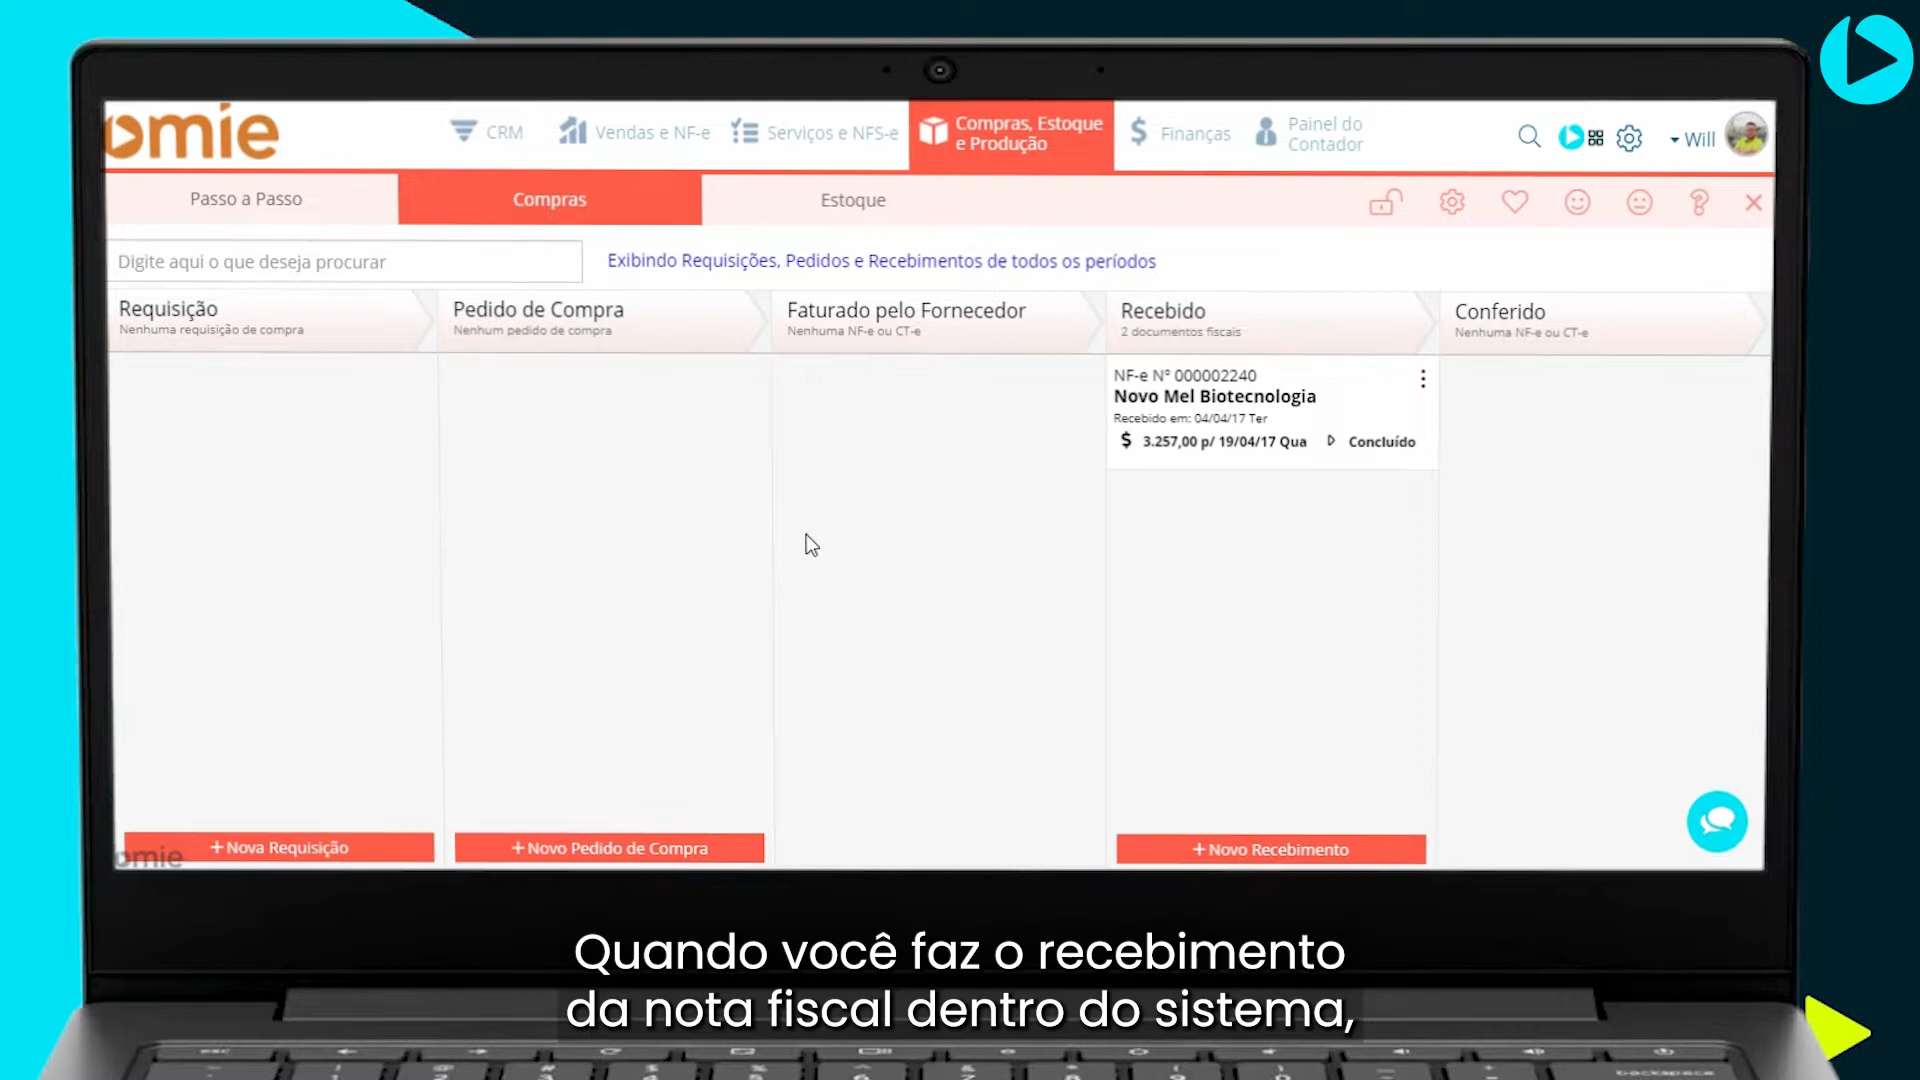 omie
CRM
Vendas e NF-e
Serviços e NFS-e
Compras, Estoque
e Produção
Finanças
Painel do
Contador
Will
Passo a Passo
Compras
Estoque
Digite aqui o que deseja procurar
Exibindo Requisições, Pedidos e Recebimentos de todos os períodos
Requisição
Nenhuma requisição de compra
Pedido de Compra
Nenhum pedido de compra
Faturado pelo Fornecedor
Nenhuma NF-e ou CT-e
Recebido
2 documentos fiscais
Conferido
Nenhuma NF-e ou CT-e
NF-e Nº 000002240
Novo Mel Biotecnologia
Recebido em: 04/04/17 Ter
$ 3.257,00 p/ 19/04/17 Qua
Concluído
+ Nova Requisição
+ Novo Pedido de Compra
+ Novo Recebimento
omie
Quando você faz o recebimento
da nota fiscal dentro do sistema,
backspace